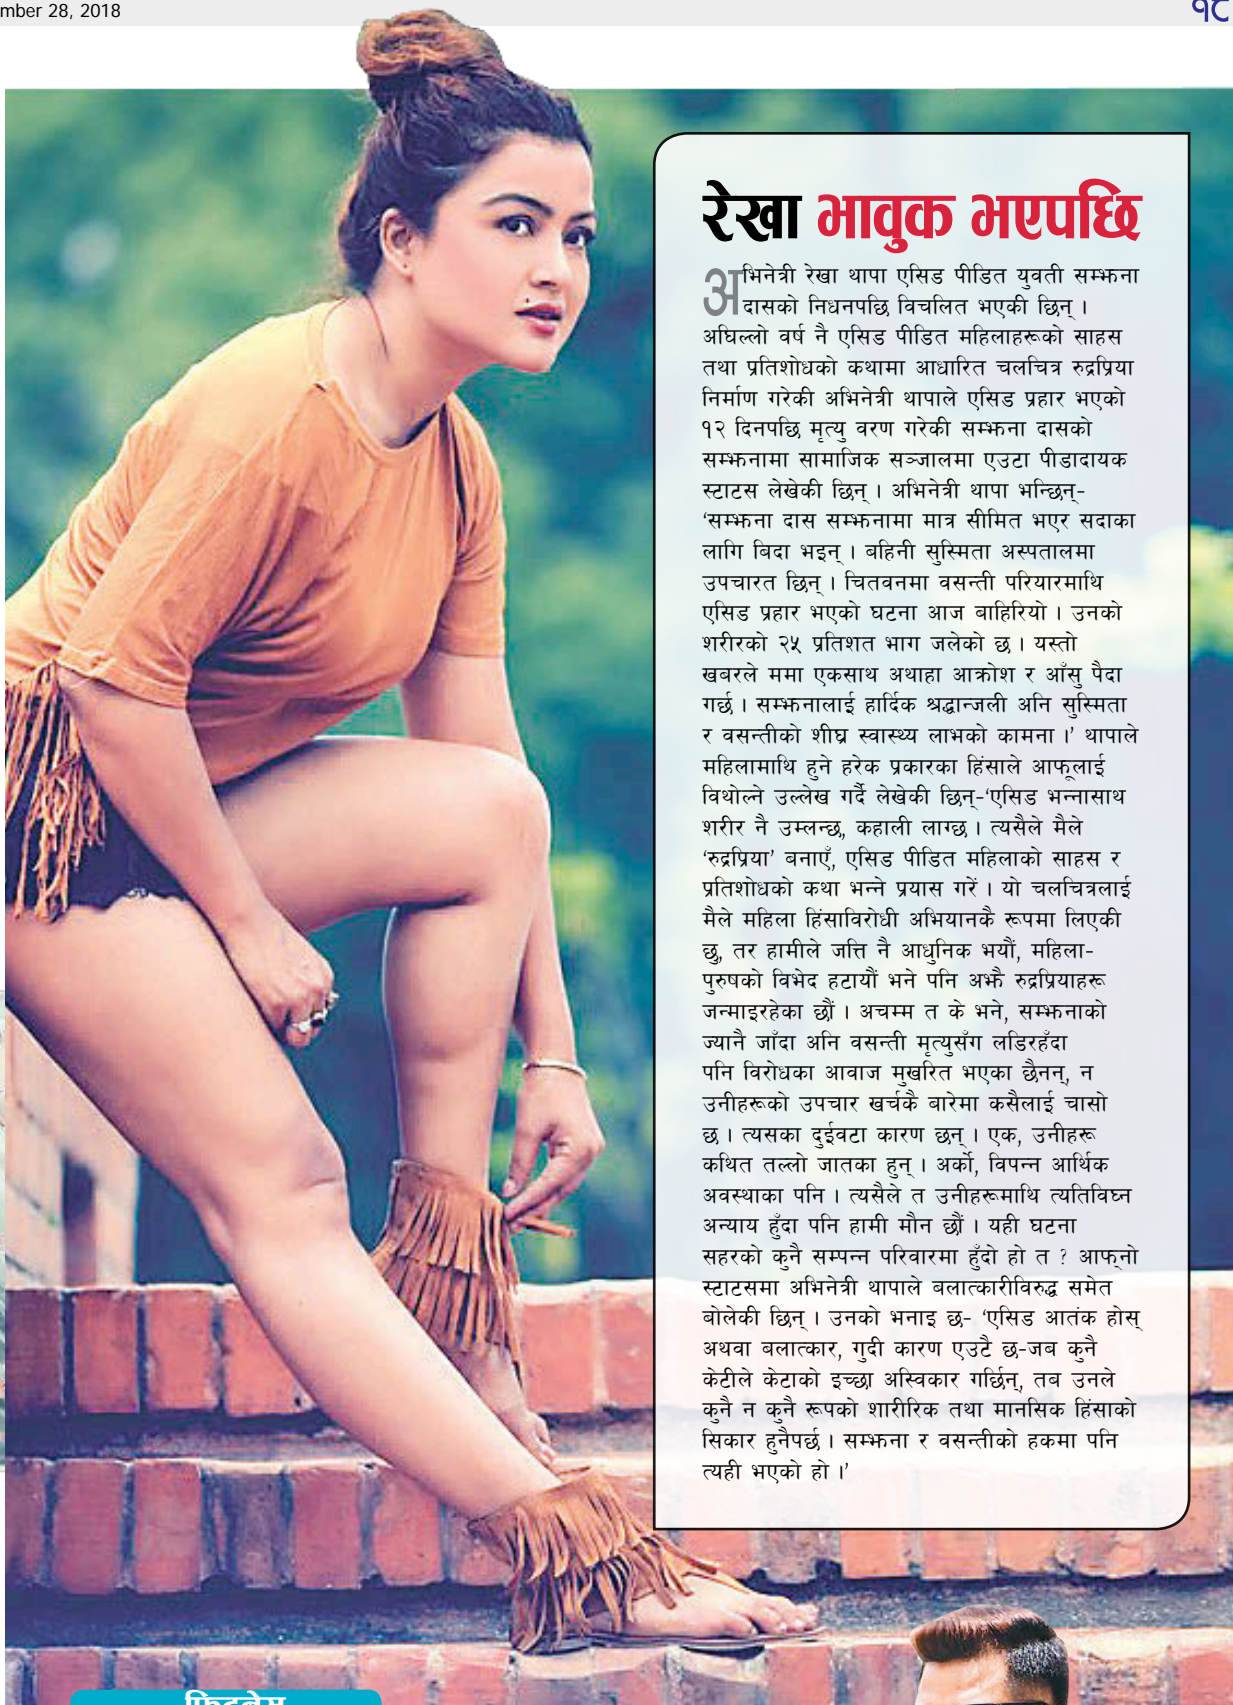 mber 28, 2018
१८
रेखा भावुक भएपछि
अभिनेत्री रेखा थापा एसिड पीडित युवती सम्झना
दासको निधनपछि विचलित भएकी छिन् ।
अघिल्लो वर्ष नै एसिड पीडित महिलाहरूको साहस
तथा प्रतिशोधको कथामा आधारित चलचित्र रुद्रप्रिया
निर्माण गरेकी अभिनेत्री थापाले एसिड प्रहार भएको
१२ दिनपछि मृत्यु वरण गरेकी सम्झना दासको
सम्झनामा सामाजिक सञ्जालमा एउटा पीडादायक
स्टाटस लेखेकी छिन् । अभिनेत्री थापा भन्छिन्-
‘सम्झना दास सम्झनामा मात्र सीमित भएर सदाका
लागि बिदा भइन् । बहिनी सुस्मिता अस्पतालमा
उपचारत छिन् । चितवनमा वसन्ती परियारमाथि
एसिड प्रहार भएको घटना आज बाहिरियो । उनको
शरीरको २५ प्रतिशत भाग जलेको छ । यस्तो
खबरले ममा एकसाथ अथाहा आक्रोश र आँसु पैदा
गर्छ । सम्झनालाई हार्दिक श्रद्धान्जली अनि सुस्मिता
र वसन्तीको शीघ्र स्वास्थ्य लाभको कामना ।’ थापाले
महिलामाथि हुने हरेक प्रकारका हिंसाले आफूलाई
विथोल्ने उल्लेख गर्दै लेखेकी छिन्-‘एसिड भन्नासाथ
शरीर नै उम्लन्छ, कहाली लाग्छ । त्यसैले मैले
‘रुद्रप्रिया’ बनाएँ, एसिड पीडित महिलाको साहस र
प्रतिशोधको कथा भन्ने प्रयास गरें । यो चलचित्रलाई
मैले महिला हिंसाविरोधी अभियानकै रूपमा लिएकी
छु, तर हामीले जत्ति नै आधुनिक भयौं, महिला-
पुरुषको विभेद हटायौं भने पनि अझै रुद्रप्रियाहरू
जन्माइरहेका छौं । अचम्म त के भने, सम्झनाको
ज्यानै जाँदा अनि वसन्ती मृत्युसँग लडिरहँदा
पनि विरोधका आवाज मुखरित भएका छैनन्, न
उनीहरूको उपचार खर्चकै बारेमा कसैलाई चासो
छ । त्यसका दुईवटा कारण छन् । एक, उनीहरू
कथित तल्लो जातका हुन् । अर्को, विपन्न आर्थिक
अवस्थाका पनि । त्यसैले त उनीहरूमाथि त्यतिविघ्न
अन्याय हुँदा पनि हामी मौन छौं । यही घटना
सहरको कुनै सम्पन्न परिवारमा हुँदो हो त ? आफ्नो
स्टाटसमा अभिनेत्री थापाले बलात्कारीविरुद्ध समेत
बोलेकी छिन् । उनको भनाइ छ- ‘एसिड आतंक होस्
अथवा बलात्कार, गुदी कारण एउटै छ-जब कुनै
केटीले केटाको इच्छा अस्विकार गर्छिन्, तब उनले
कुनै न कुनै रूपको शारीरिक तथा मानसिक हिंसाको
सिकार हुनैपर्छ । सम्झना र वसन्तीको हकमा पनि
त्यही भएको हो ।’